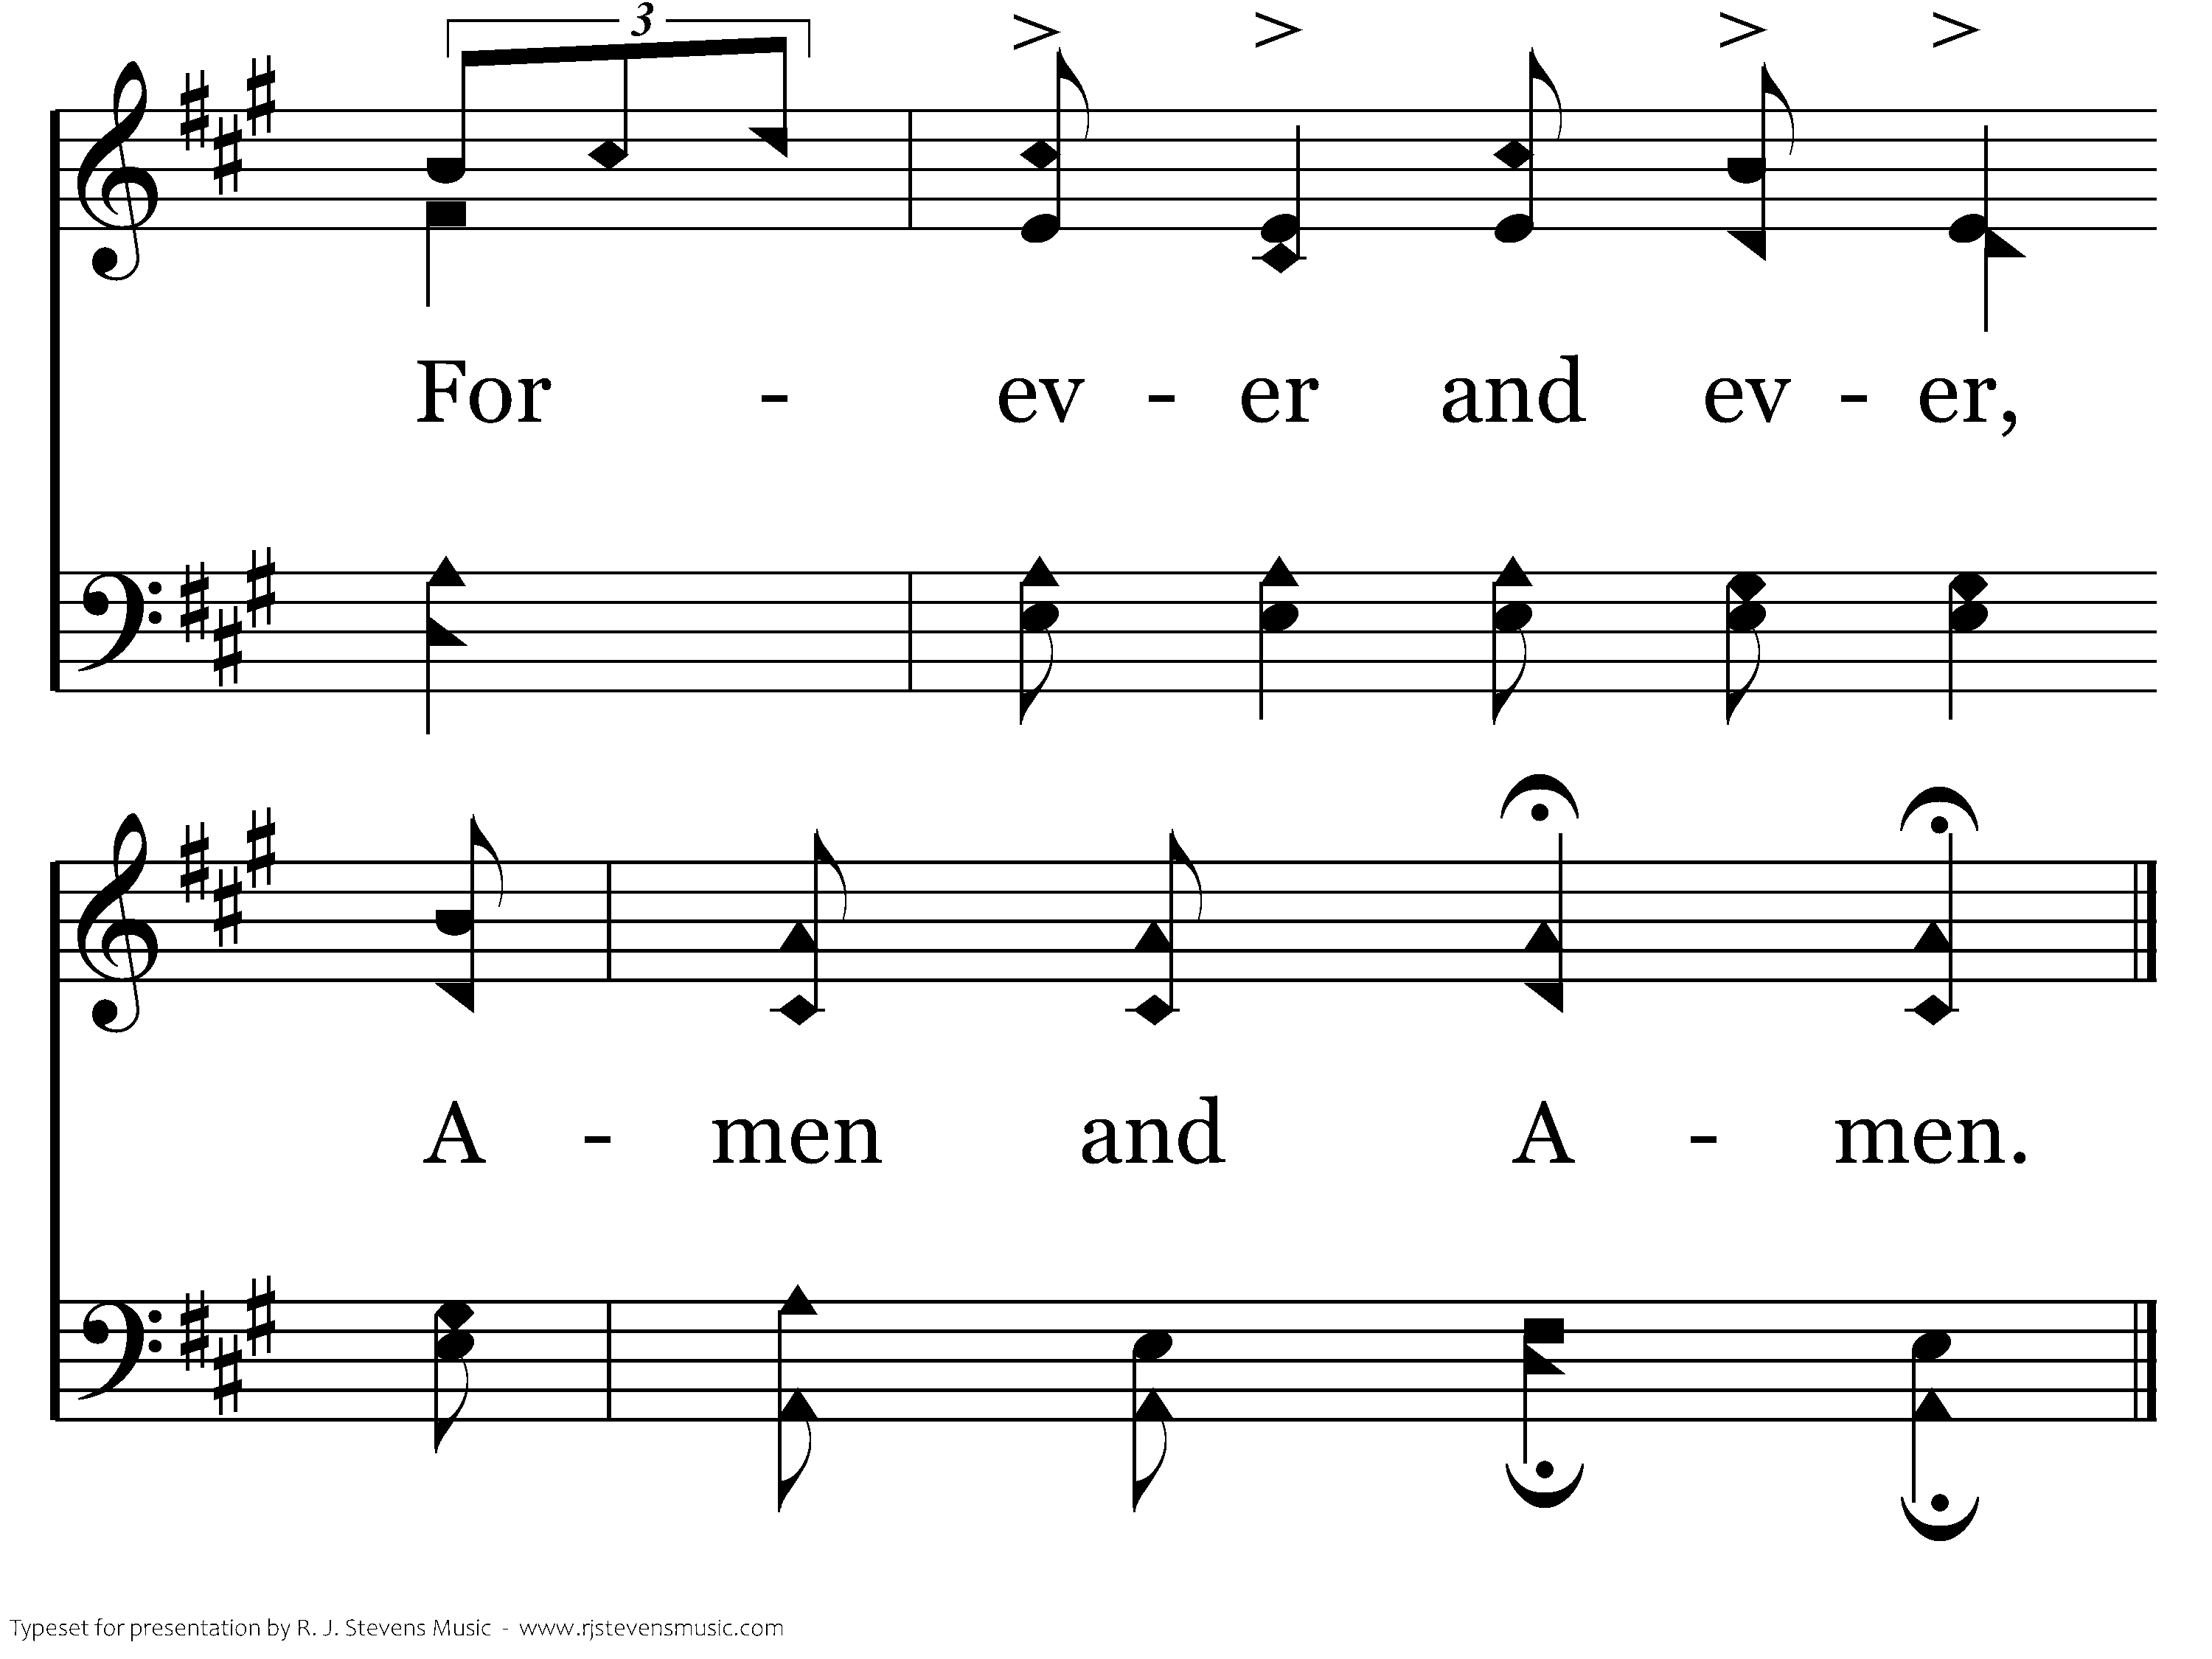 3
For - ev - er and ev - er,
A - men and A - men.
Typeset for presentation by R. J. Stevens Music - www.rjstevensmusic.com